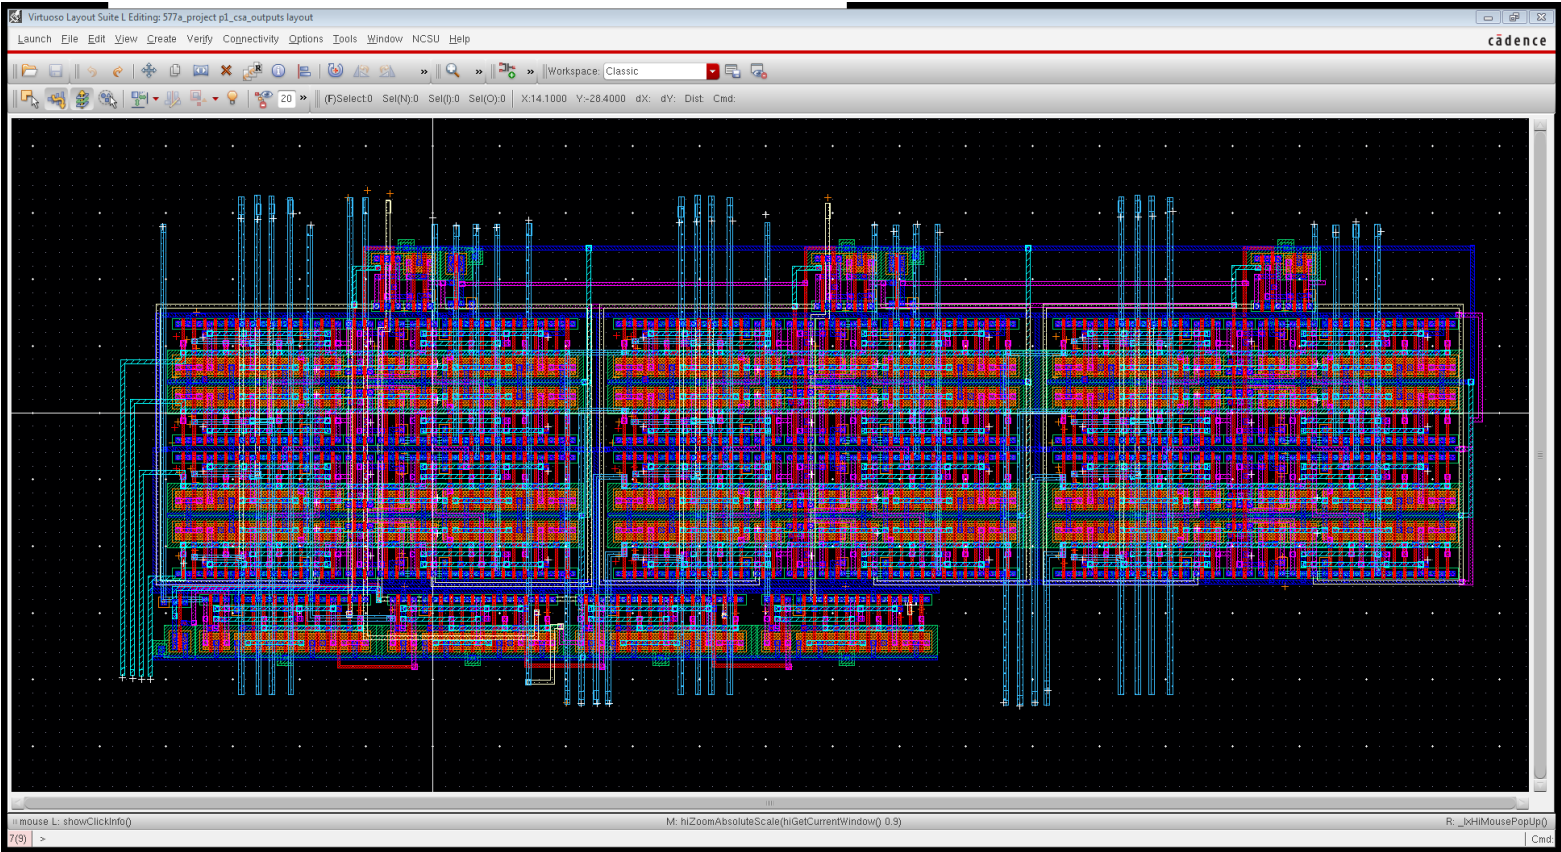 Virtuoso Layout Suite L Editing: 577a_project p1_csa_outputs layout
Launch File Edit View Create Verify Connectivity Options Tools Window NCSU Help
cādence
» » » Workspace: Classic
20 » (F)Select:0 Sel(N):0 Sel(I):0 Sel(O):0 X:14.1000 Y:-28.4000 dX: dY: Dist: Cmd:
mouse L: showClickInfo() M: hiZoomAbsoluteScale(hiGetCurrentWindow() 0.9) R: _lxHiMousePopUp()
7(9) > Cmd: